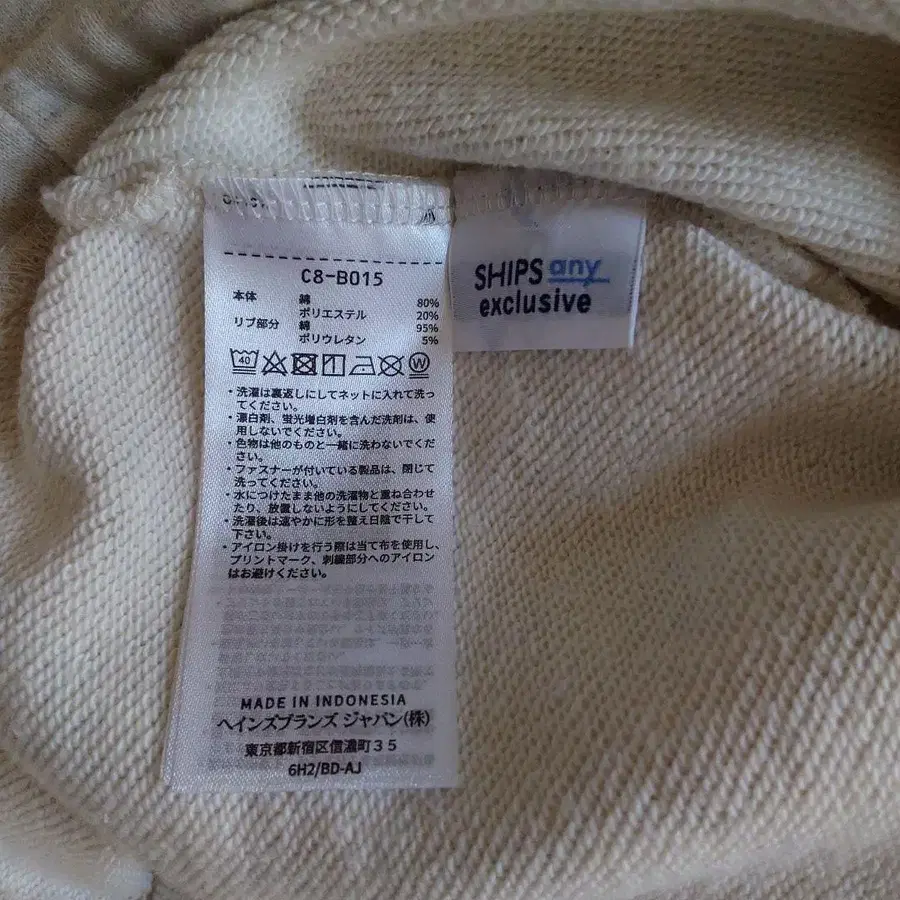 C8-B015
本体 綿 80%
ポリエステル 20%
リブ部分 綿 95%
ポリウレタン 5%
40
W
・洗濯は裏返しにしてネットに入れて洗っ
てください。
・漂白剤、蛍光増白剤を含んだ洗剤は、使
用しないでください。
・色物は他のものと一緒に洗わないでくだ
さい。
・ファスナーが付いている製品は、閉じて
洗ってください。
・水につけたまま他の洗濯物と重ね合わせ
たり、放置しないようにしてください。
・洗濯後は速やかに形を整え日陰で干して
下さい。
・アイロン掛けを行う際は当て布を使用し、
プリントマーク、刺繍部分へのアイロン
はお避けください。
MADE IN INDONESIA
ヘインズブランズ ジャパン(株)
東京都新宿区信濃町35
6H2/BD-AJ
SHIPS any
exclusive